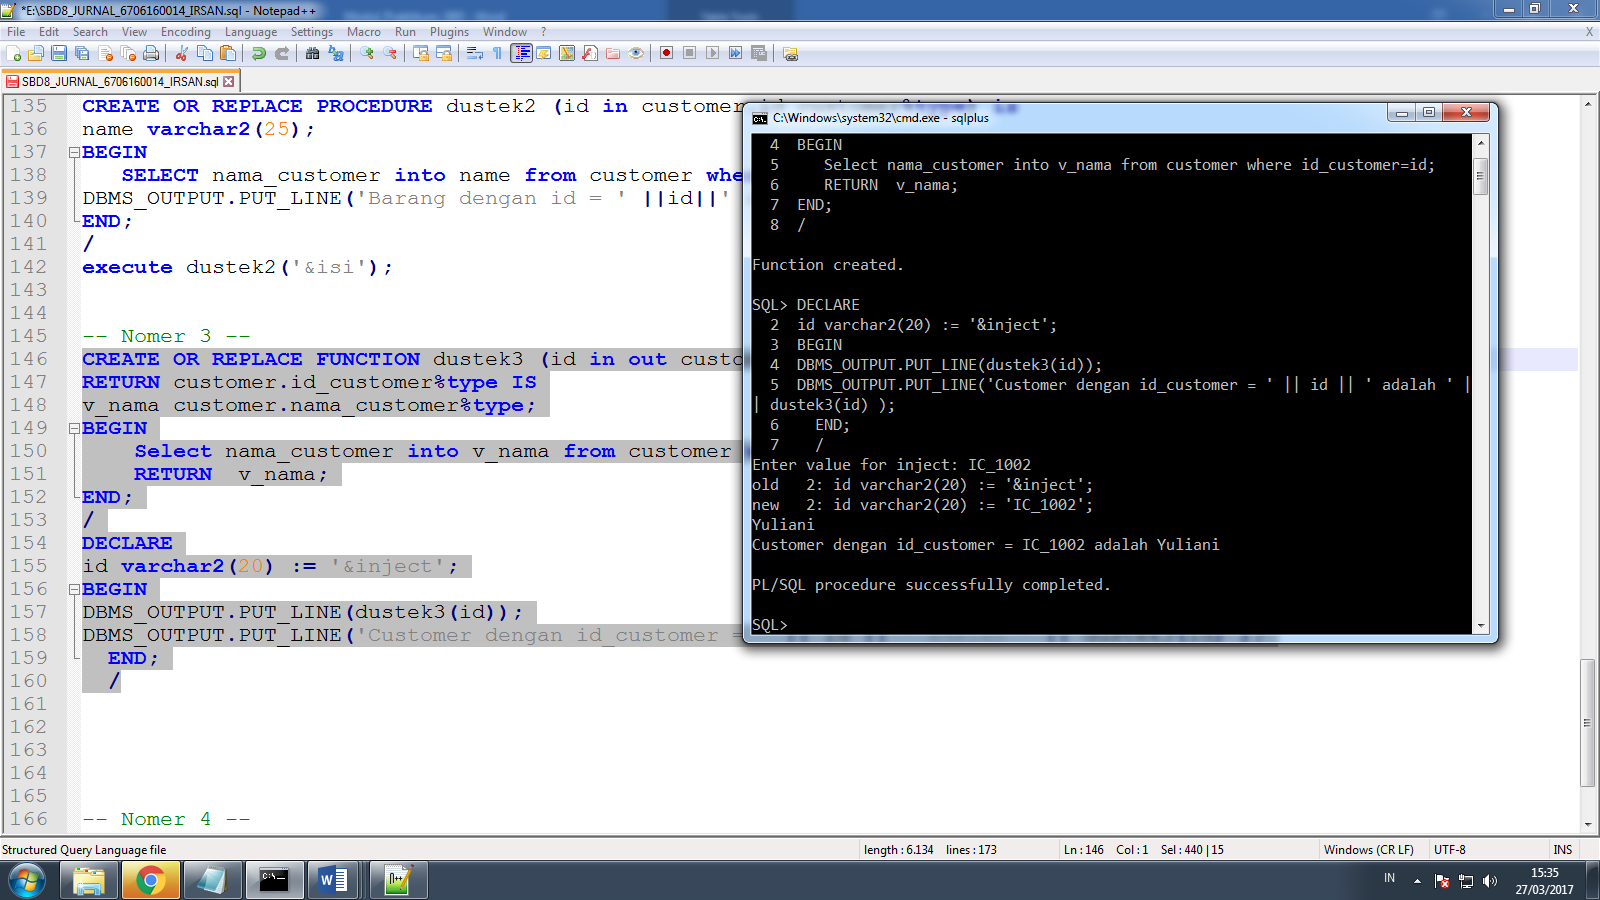 *E:\SBD8_JURNAL_6706160014_IRSAN.sql - Notepad++
File Edit Search View Encoding Language Settings Macro Run Plugins Window ? X
SBD8_JURNAL_6706160014_IRSAN.sql
135 CREATE OR REPLACE PROCEDURE dustek2 (id in customer
136 name varchar2(25);
137 BEGIN
138 SELECT nama_customer into name from customer whe
139 DBMS_OUTPUT.PUT_LINE('Barang dengan id = ' ||id||'
140 END;
141 /
142 execute dustek2('&isi');
143
144
145 -- Nomer 3 --
146 CREATE OR REPLACE FUNCTION dustek3 (id in out custo
147 RETURN customer.id_customer%type IS
148 v_nama customer.nama_customer%type;
149 BEGIN
150 Select nama_customer into v_nama from customer
151 RETURN v_nama;
152 END;
153 /
154 DECLARE
155 id varchar2(20) := '&inject';
156 BEGIN
157 DBMS_OUTPUT.PUT_LINE(dustek3(id));
158 DBMS_OUTPUT.PUT_LINE('Customer dengan id_customer =
159 END;
160 /
161
162
163
164
165
166 -- Nomer 4 --
C:\Windows\system32\cmd.exe - sqlplus
4 BEGIN
5 Select nama_customer into v_nama from customer where id_customer=id;
6 RETURN v_nama;
7 END;
8 /
Function created.
SQL> DECLARE
2 id varchar2(20) := '&inject';
3 BEGIN
4 DBMS_OUTPUT.PUT_LINE(dustek3(id));
5 DBMS_OUTPUT.PUT_LINE('Customer dengan id_customer = ' || id || ' adalah ' |
| dustek3(id) );
6 END;
7 /
Enter value for inject: IC_1002
old 2: id varchar2(20) := '&inject';
new 2: id varchar2(20) := 'IC_1002';
Yuliani
Customer dengan id_customer = IC_1002 adalah Yuliani
PL/SQL procedure successfully completed.
SQL>
Structured Query Language file length : 6.134 lines : 173 Ln : 146 Col : 1 Sel : 440 | 15 Windows (CR LF) UTF-8 INS
IN
15:35
27/03/2017